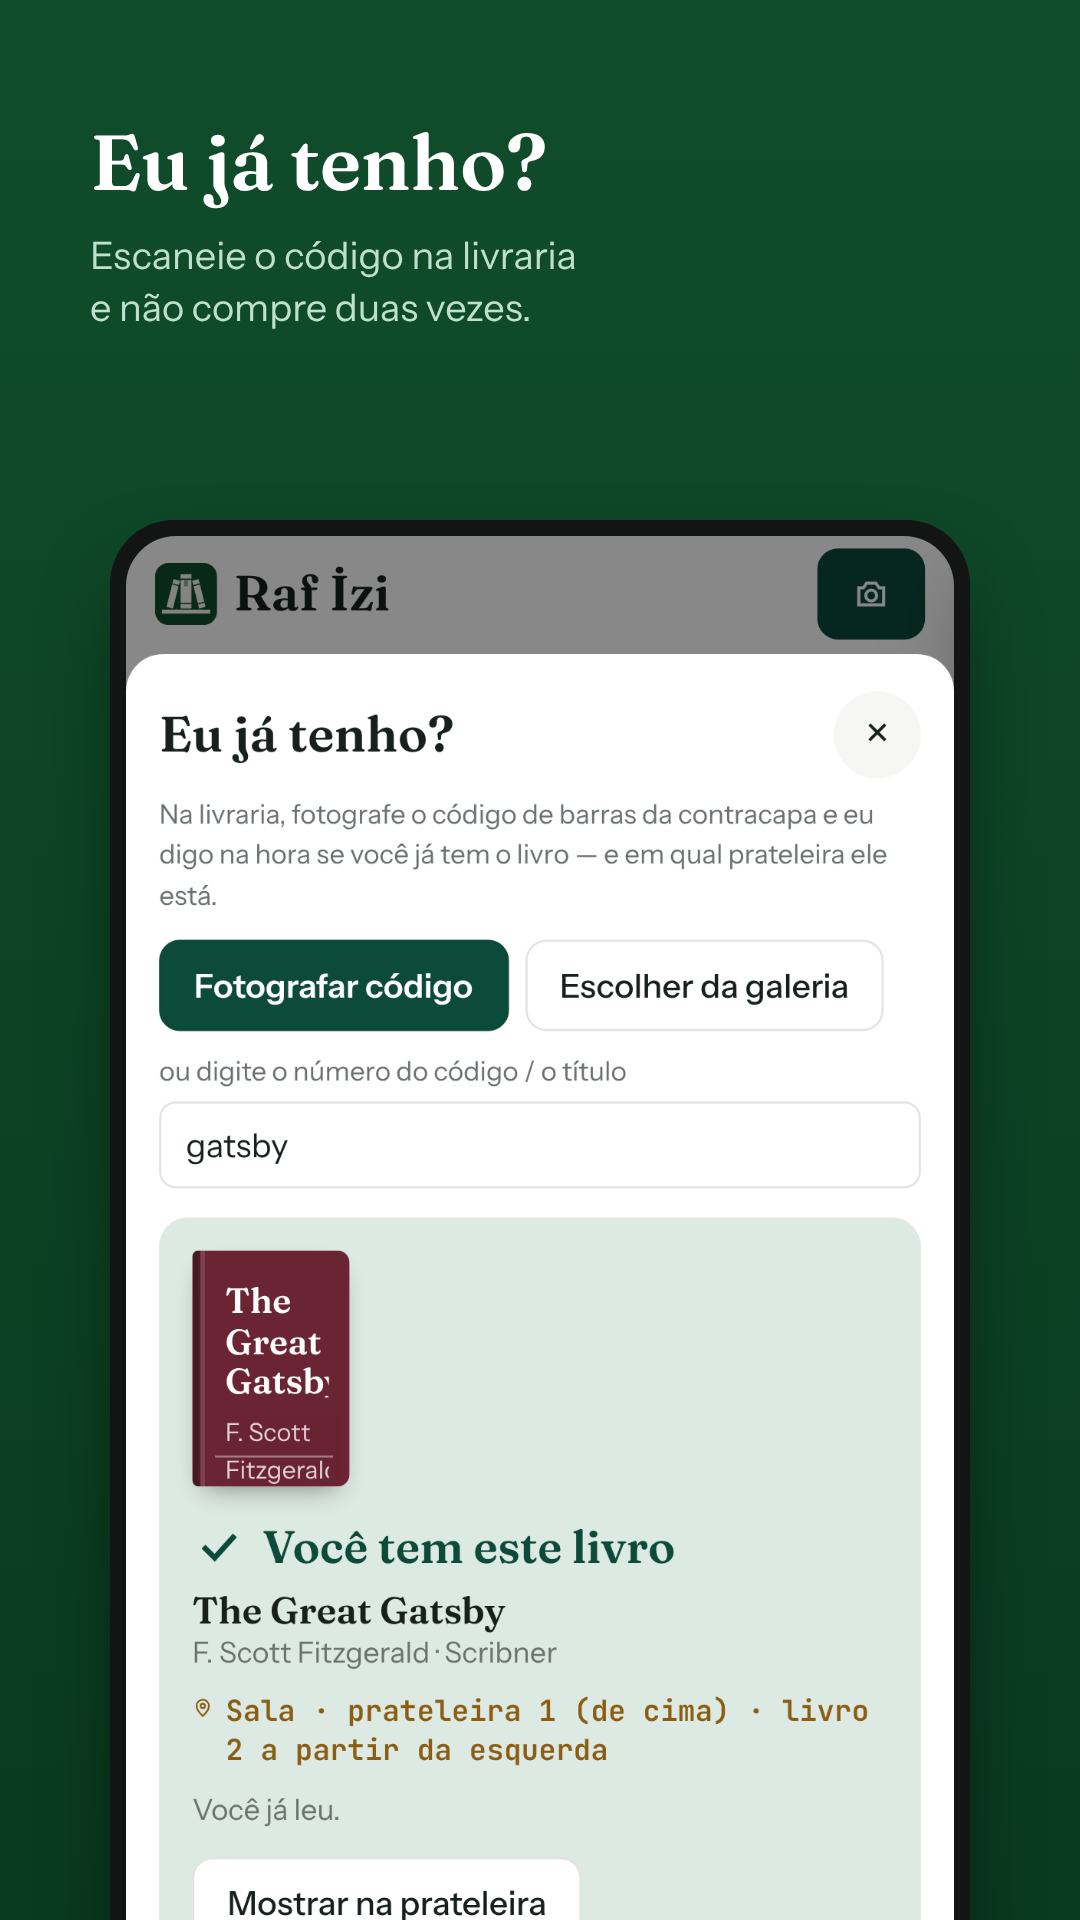 Eu já tenho?
Escaneie o código na livraria
e não compre duas vezes.
Raf İzi
Eu já tenho?
Na livraria, fotografe o código de barras da contracapa e eu
digo na hora se você já tem o livro — e em qual prateleira ele
está.
Fotografar código
Escolher da galeria
ou digite o número do código / o título
gatsby
The
Great
Gatsby
F. Scott
Fitzgerald
Você tem este livro
The Great Gatsby
F. Scott Fitzgerald · Scribner
Sala · prateleira 1 (de cima) · livro
2 a partir da esquerda
Você já leu.
Mostrar na prateleira